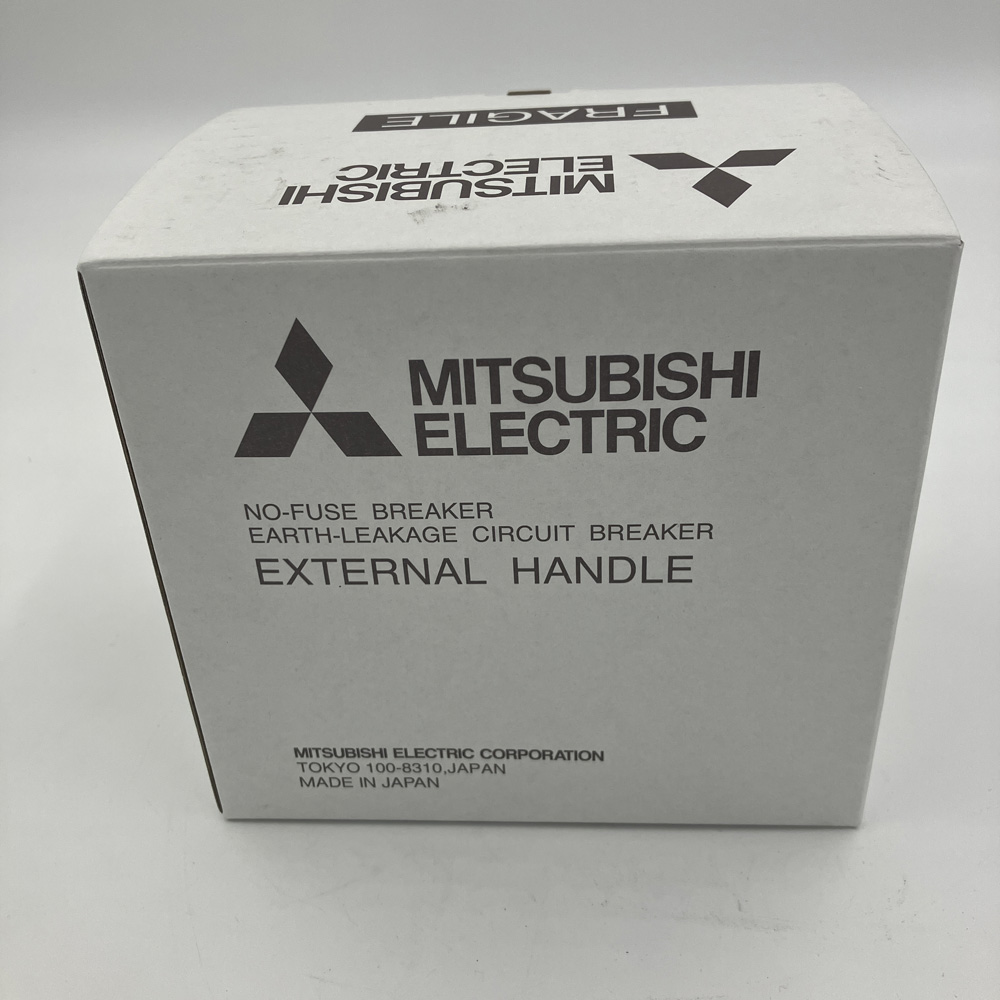 FRAGILE
MITSUBISHI
ELECTRIC
MITSUBISHI
ELECTRIC
NO-FUSE BREAKER
EARTH-LEAKAGE CIRCUIT BREAKER
EXTERNAL HANDLE
MITSUBISHI ELECTRIC CORPORATION
TOKYO 100-8310,JAPAN
MADE IN JAPAN